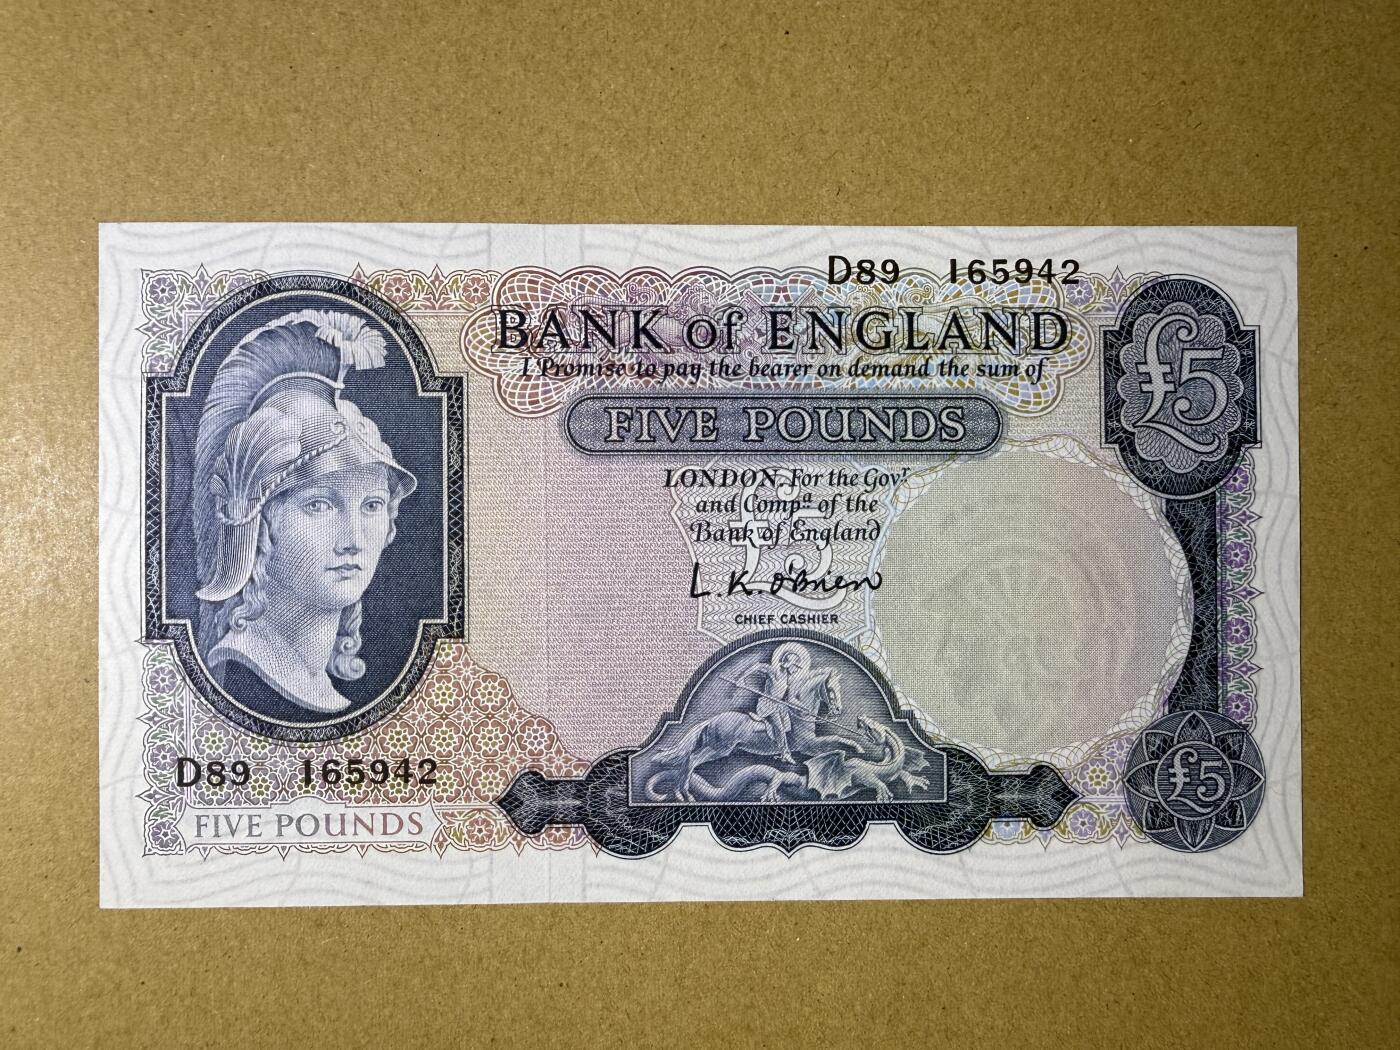 D89 165942
BANK of ENGLAND
I Promise to pay the bearer on demand the sum of
FIVE POUNDS
£5
LONDON. For the Govr.
and Compa. of the
Bank of England
£5
L.K.O'Brien
CHIEF CASHIER
D89 165942
FIVE POUNDS
£5